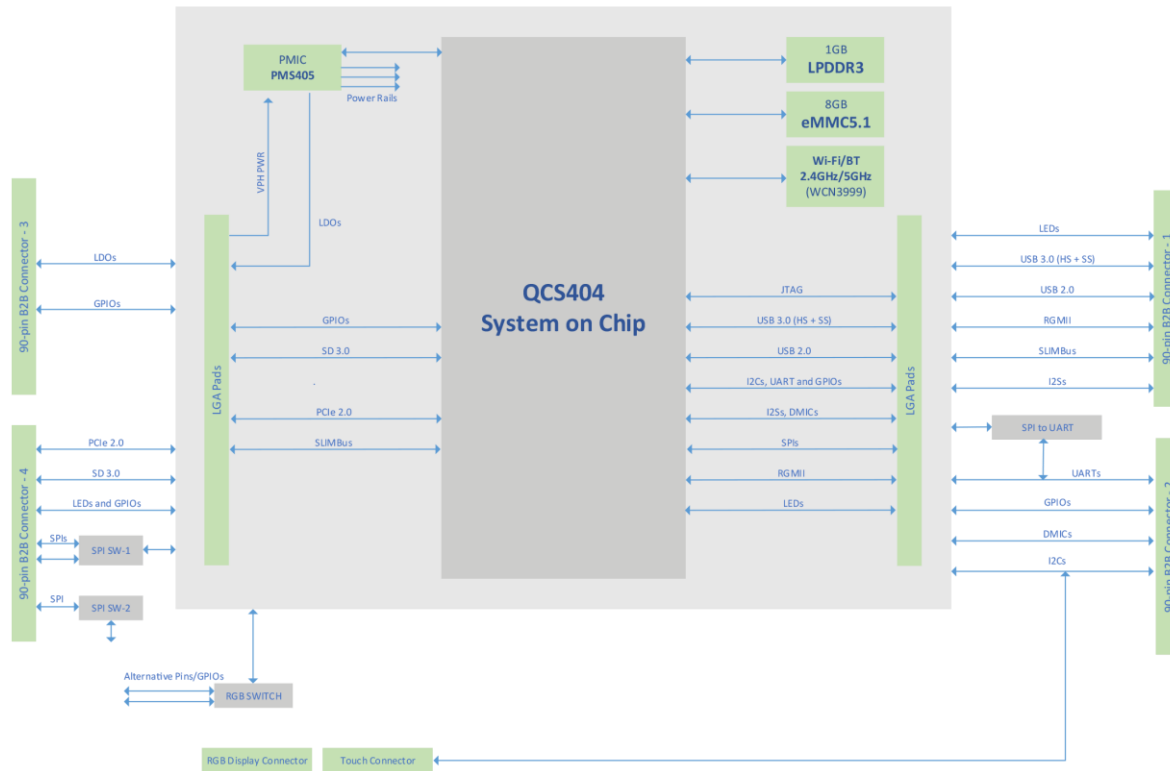 PMIC
PMS405
Power Rails
VPH PWR
LDOs
1GB
LPDDR3
8GB
eMMC5.1
Wi-Fi/BT
2.4GHz/5GHz
(WCN3999)
QCS404
System on Chip
90-pin B2B Connector - 3
LDOs
GPIOs
90-pin B2B Connector - 4
PCIe 2.0
SD 3.0
LEDs and GPIOs
SPIs
SPI SW-1
SPI
SPI SW-2
LGA Pads
GPIOs
SD 3.0
.
PCIe 2.0
SLIMBus
JTAG
USB 3.0 (HS + SS)
USB 2.0
I2Cs, UART and GPIOs
I2Ss, DMICs
SPIs
RGMII
LEDs
LGA Pads
LEDs
USB 3.0 (HS + SS)
USB 2.0
RGMII
SLIMBus
I2Ss
90-pin B2B Connector - 1
SPI to UART
UARTs
GPIOs
DMICs
I2Cs
90-pin B2B Connector - 2
Alternative Pins/GPIOs
RGB SWITCH
RGB Display Connector
Touch Connector